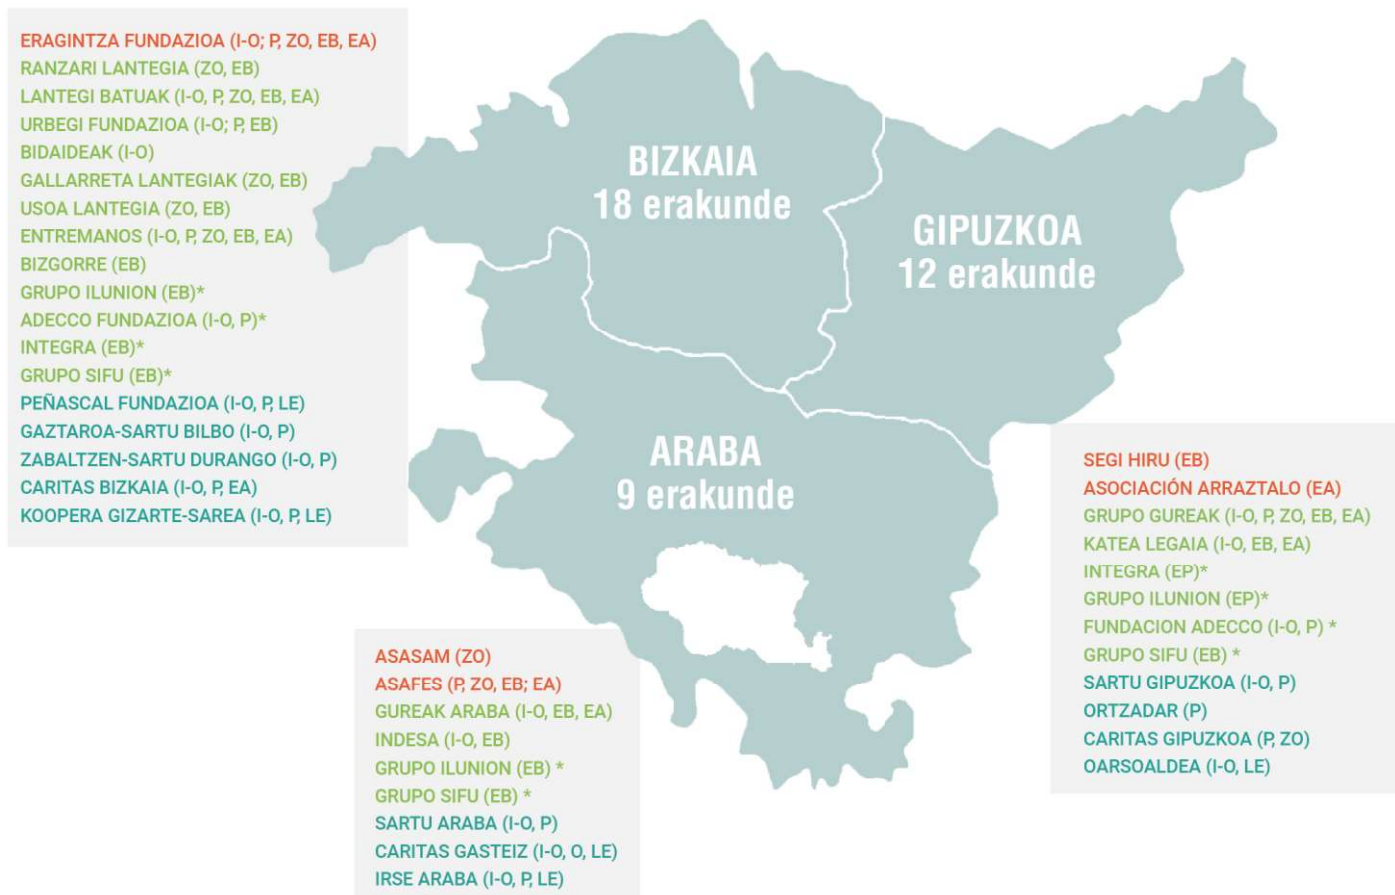 ERAGINTZA FUNDAZIOA (I-O; P, ZO, EB, EA)
RANZARI LANTEGIA (ZO, EB)
LANTEGI BATUAK (I-O, P, ZO, EB, EA)
URBEGI FUNDAZIOA (I-O; P, EB)
BIDAIDEAK (I-O)
GALLARRETA LANTEGIAK (ZO, EB)
USOA LANTEGIA (ZO, EB)
ENTREMANOS (I-O, P, ZO, EB, EA)
BIZGORRE (EB)
GRUPO ILUNION (EB)*
ADECCO FUNDAZIOA (I-O, P)*
INTEGRA (EB)*
GRUPO SIFU (EB)*
PEÑASCAL FUNDAZIOA (I-O, P, LE)
GAZTAROA-SARTU BILBO (I-O, P)
ZABALTZEN-SARTU DURANGO (I-O, P)
CARITAS BIZKAIA (I-O, P, EA)
KOOPERA GIZARTE-SAREA (I-O, P, LE)
BIZKAIA
18 erakunde
GIPUZKOA
12 erakunde
ARABA
9 erakunde
SEGI HIRU (EB)
ASOCIACIÓN ARRAZTALO (EA)
GRUPO GUREAK (I-O, P, ZO, EB, EA)
KATEA LEGAIA (I-O, EB, EA)
INTEGRA (EP)*
GRUPO ILUNION (EP)*
FUNDACION ADECCO (I-O, P) *
GRUPO SIFU (EB) *
SARTU GIPUZKOA (I-O, P)
ORTZADAR (P)
CARITAS GIPUZKOA (P, ZO)
OARSOALDEA (I-O, LE)
ASASAM (ZO)
ASAFES (P, ZO, EB; EA)
GUREAK ARABA (I-O, EB, EA)
INDESA (I-O, EB)
GRUPO ILUNION (EB) *
GRUPO SIFU (EB) *
SARTU ARABA (I-O, P)
CARITAS GASTEIZ (I-O, O, LE)
IRSE ARABA (I-O, P, LE)